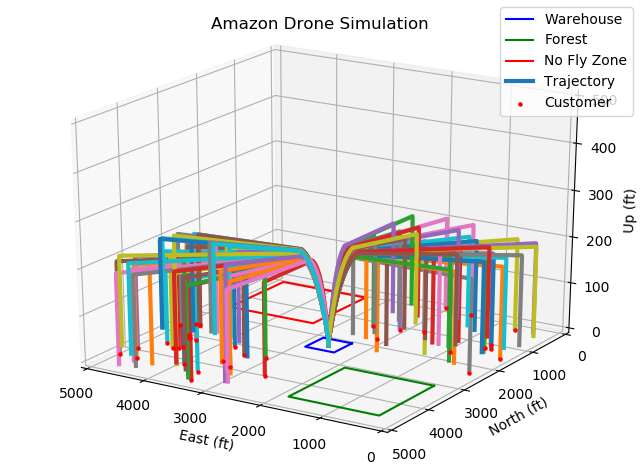 Amazon Drone Simulation
Warehouse
Forest
No Fly Zone
Trajectory
Customer
400
300
200
100
0
Up (ft)
0
1000
2000
3000
4000
5000
North (ft)
5000
4000
3000
2000
1000
0
East (ft)